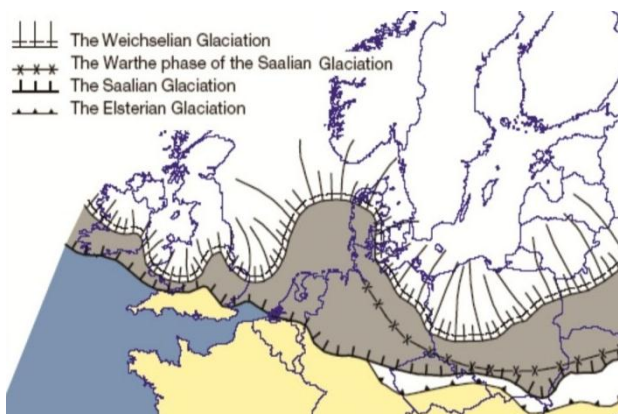 The Weichselian Glaciation
The Warthe phase of the Saalian Glaciation
The Saalian Glaciation
The Elsterian Glaciation